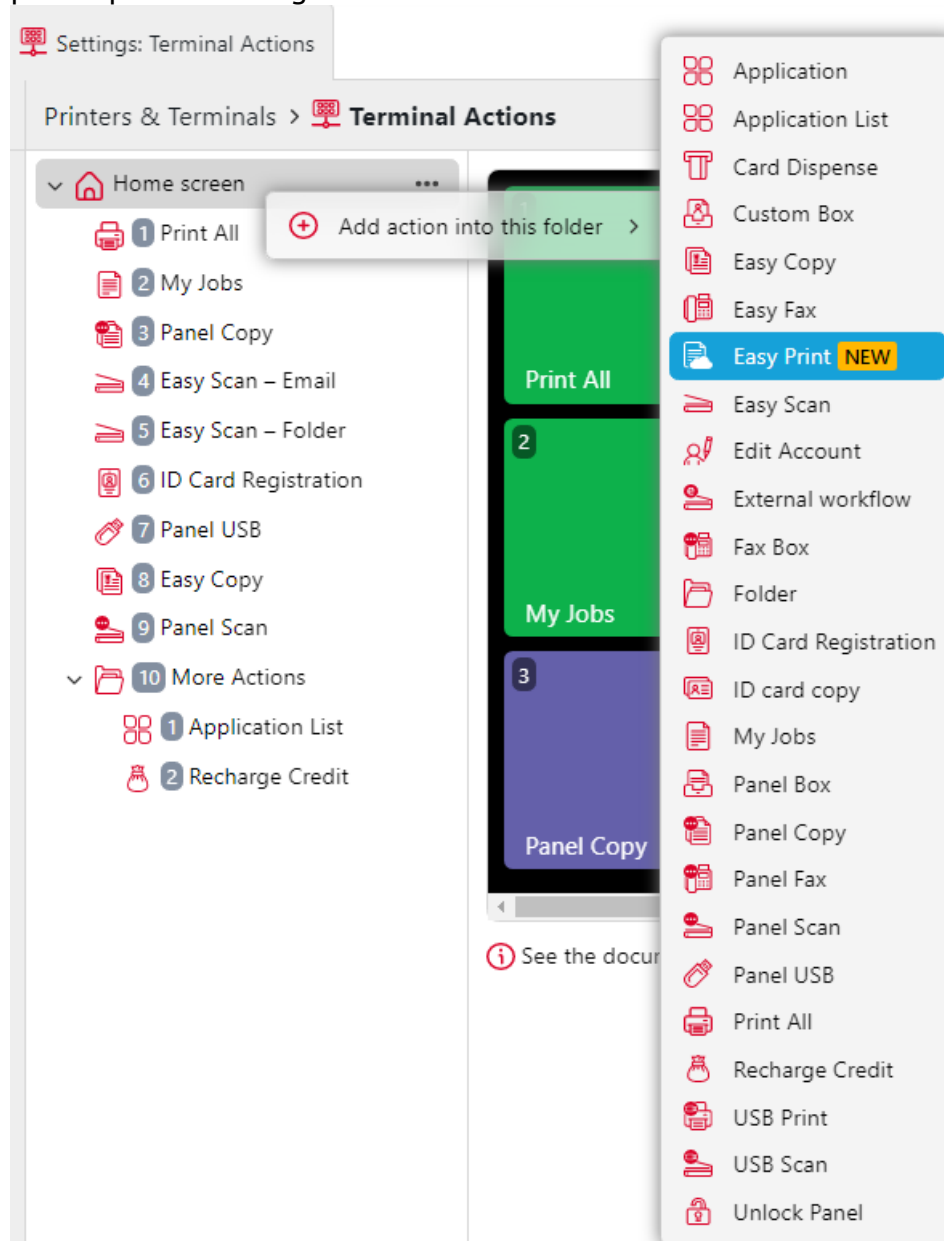 Settings: Terminal Actions
Printers & Terminals > Terminal Actions
Home screen •••
1 Print All
2 My Jobs
3 Panel Copy
4 Easy Scan – Email
5 Easy Scan – Folder
6 ID Card Registration
7 Panel USB
8 Easy Copy
9 Panel Scan
10 More Actions
1 Application List
2 Recharge Credit
Add action into this folder >
1
Print All
2
My Jobs
3
Panel Copy
See the docu
Application
Application List
Card Dispense
Custom Box
Easy Copy
Easy Fax
Easy Print NEW
Easy Scan
Edit Account
External workflow
Fax Box
Folder
ID Card Registration
ID card copy
My Jobs
Panel Box
Panel Copy
Panel Fax
Panel Scan
Panel USB
Print All
Recharge Credit
USB Print
USB Scan
Unlock Panel